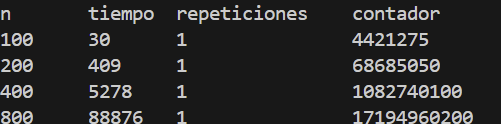 n tiempo repeticiones contador
100 30 1 4421275
200 409 1 68685050
400 5278 1 1082740100
800 88876 1 17194960200